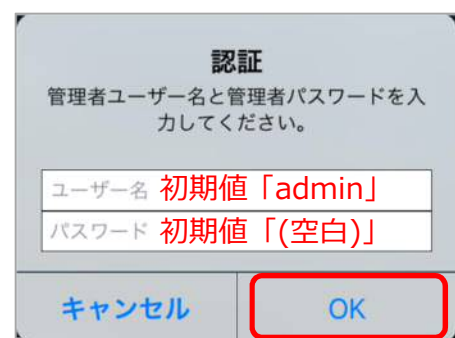 認証
管理者ユーザー名と管理者パスワードを入
力してください。
ユーザー名 初期値「admin」
パスワード 初期値「(空白)」
キャンセル OK